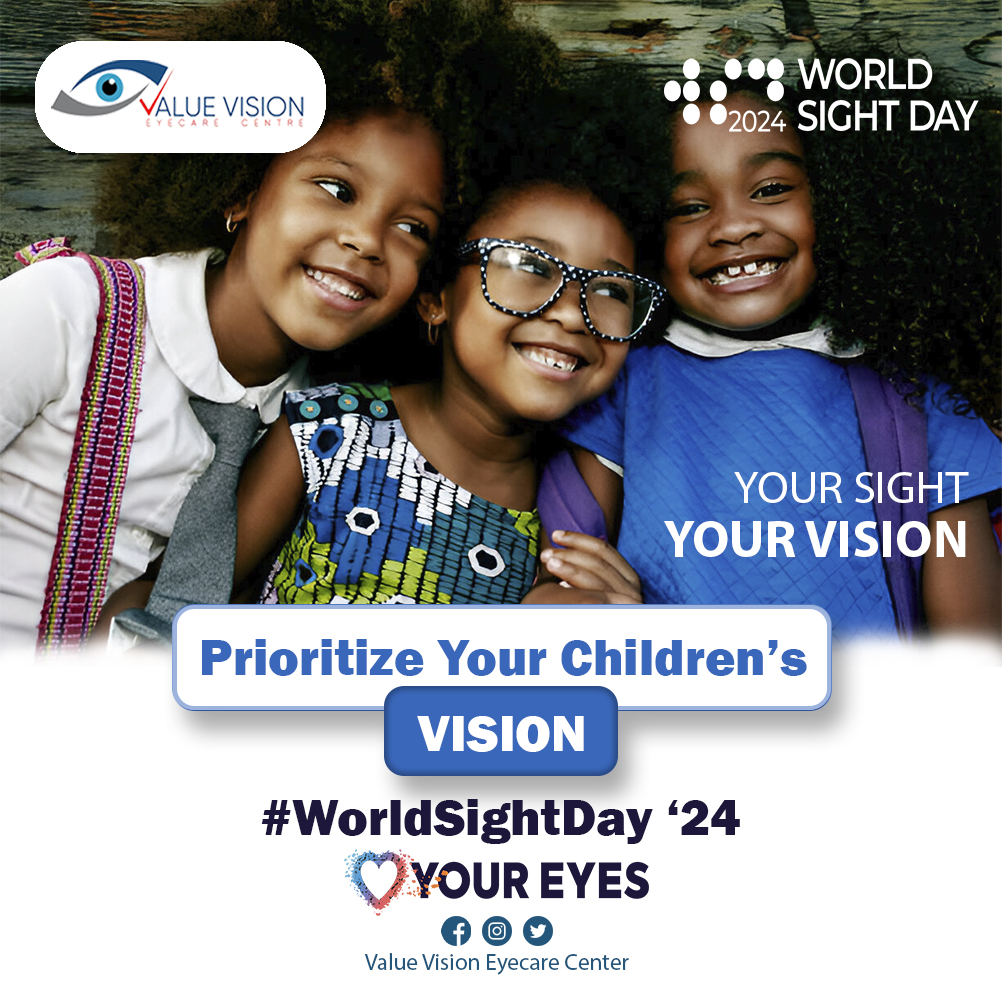 VALUE VISION
EYECARE CENTRE
2024 WORLD
SIGHT DAY
YOUR SIGHT
YOUR VISION
Prioritize Your Children’s
VISION
#WorldSightDay ‘24
YOUR EYES
Value Vision Eyecare Center